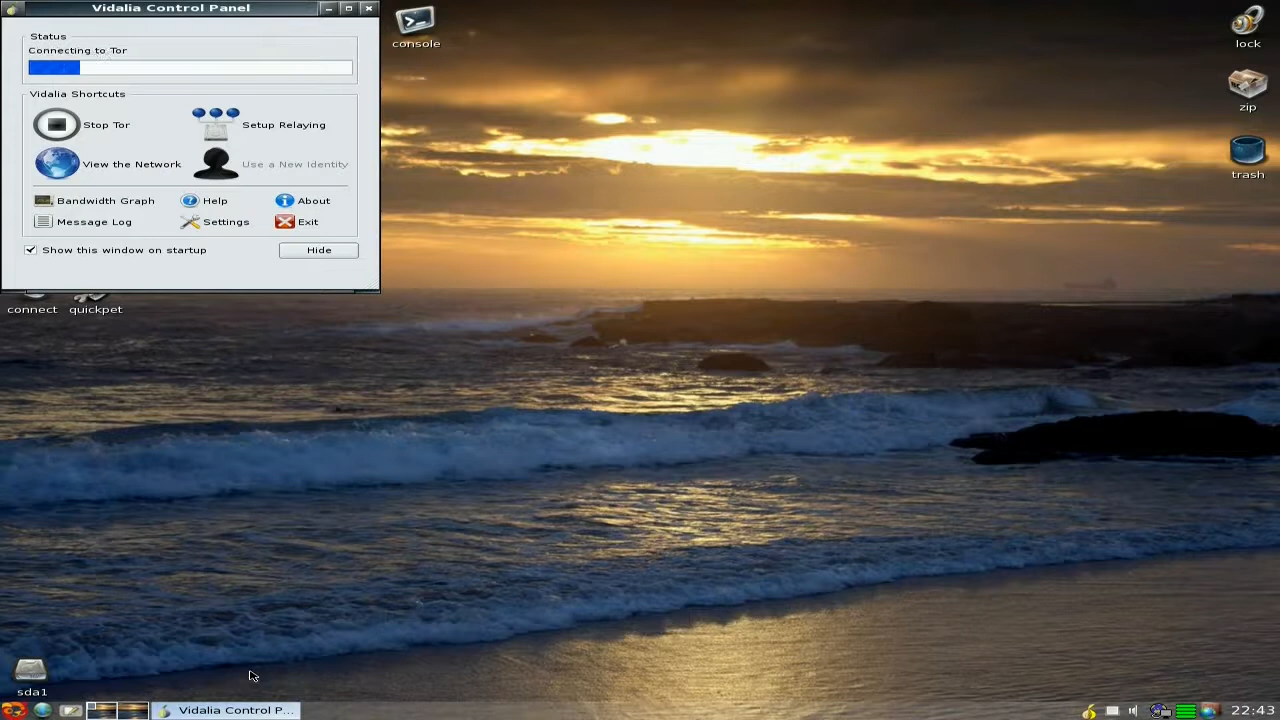 Vidalia Control Panel
Status
Connecting to Tor
Vidalia Shortcuts
Stop Tor
Setup Relaying
View the Network
Use a New Identity
Bandwidth Graph
Help
About
Message Log
Settings
Exit
Show this window on startup
Hide
console
lock
zip
trash
connect
quickpet
sda1
Vidalia Control P...
22:43